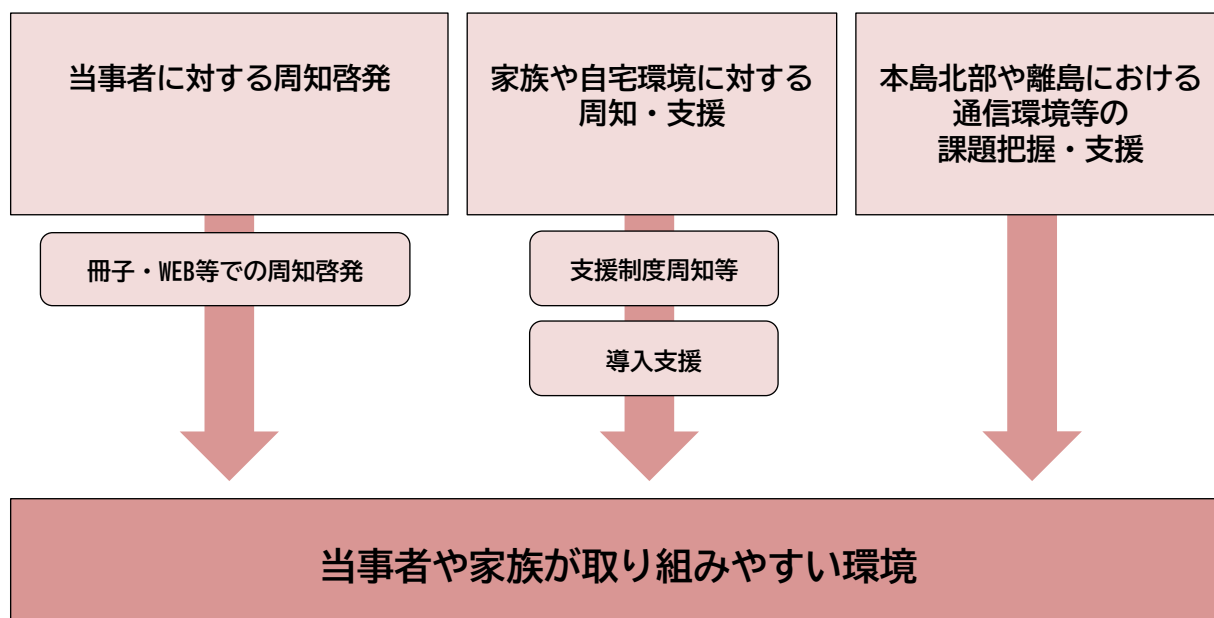 当事者に対する周知啓発
家族や自宅環境に対する
周知・支援
本島北部や離島における
通信環境等の
課題把握・支援
冊子・WEB等での周知啓発
支援制度周知等
導入支援
当事者や家族が取り組みやすい環境